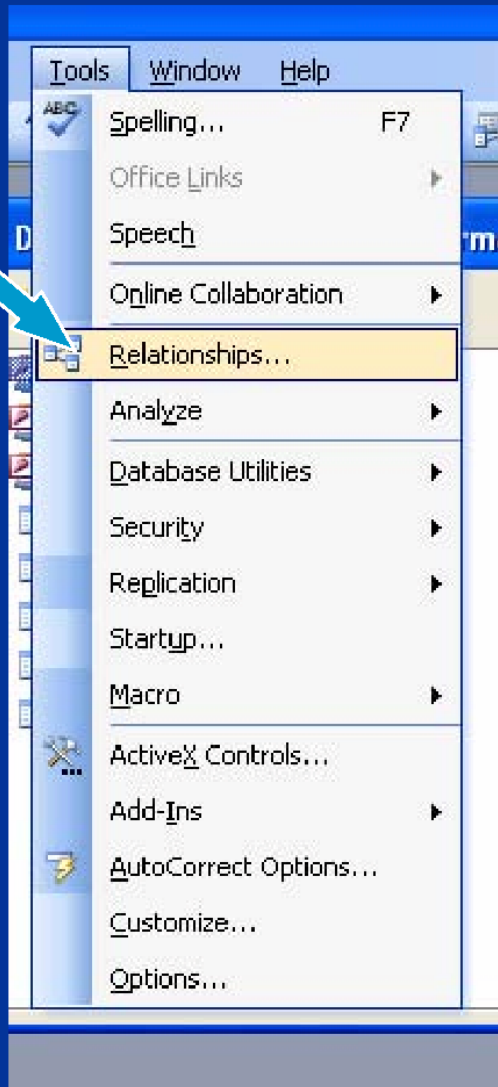 Tools Window Help
ABC
Spelling... F7
Office Links
Speech
Online Collaboration
Relationships...
Analyze
Database Utilities
Security
Replication
Startup...
Macro
ActiveX Controls...
Add-Ins
AutoCorrect Options...
Customize...
Options...